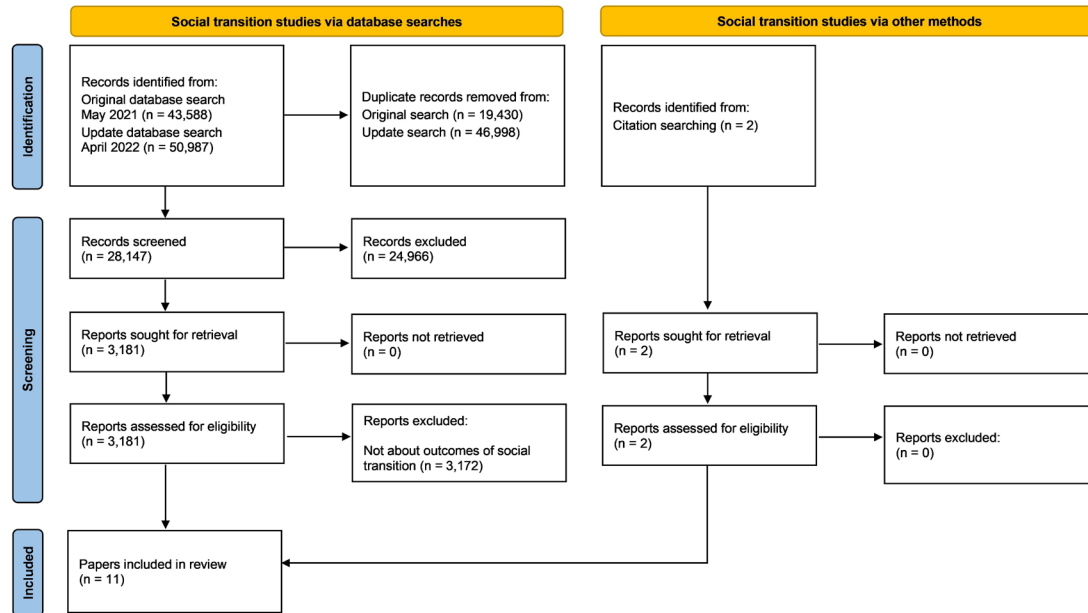 Social transition studies via database searches
Social transition studies via other methods
Identification
Records identified from:
Original database search
May 2021 (n = 43,588)
Update database search
April 2022 (n = 50,987)
Duplicate records removed from:
Original search (n = 19,430)
Update search (n = 46,998)
Records identified from:
Citation searching (n = 2)
Screening
Records screened
(n = 28,147)
Records excluded
(n = 24,966)
Reports sought for retrieval
(n = 3,181)
Reports not retrieved
(n = 0)
Reports sought for retrieval
(n = 2)
Reports not retrieved
(n = 0)
Reports assessed for eligibility
(n = 3,181)
Reports excluded:
Not about outcomes of social
transition (n = 3,172)
Reports assessed for eligibility
(n = 2)
Reports excluded:
(n = 0)
Included
Papers included in review
(n = 11)